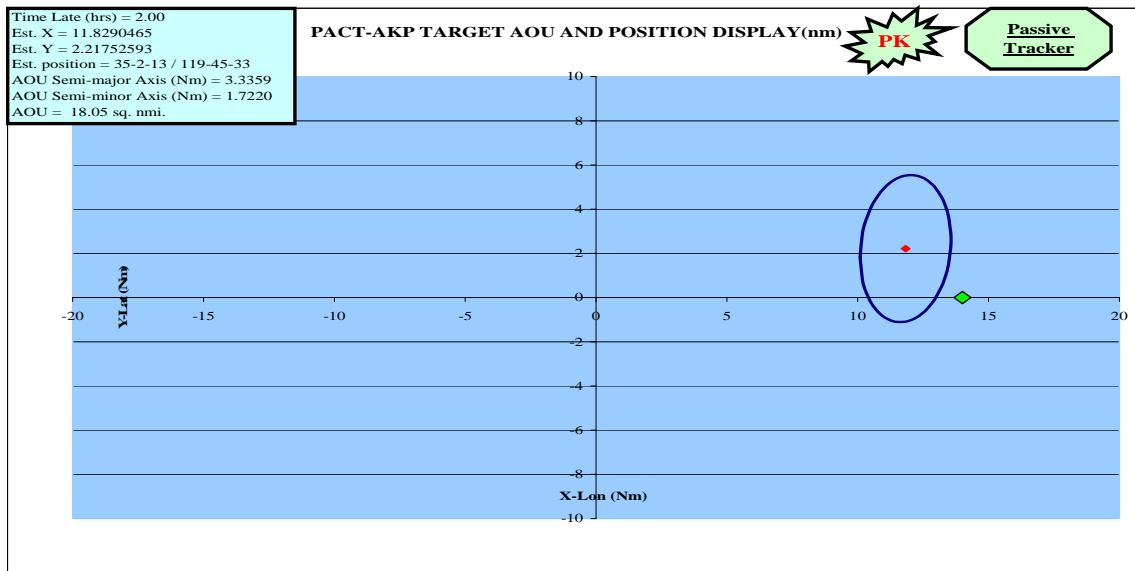 Time Late (hrs) = 2.00
Est. X = 11.8290465
Est. Y = 2.21752593
Est. position = 35-2-13 / 119-45-33
AOU Semi-major Axis (Nm) = 3.3359
AOU Semi-minor Axis (Nm) = 1.7220
AOU =  18.05 sq. nmi.
PACT-AKP TARGET AOU AND POSITION DISPLAY(nm)
PK
Passive
Tracker
10
8
6
4
2
0
-2
-4
-6
-8
-10
-20
-15
-10
-5
0
5
10
15
20
Y-Lat (Nm)
X-Lon (Nm)